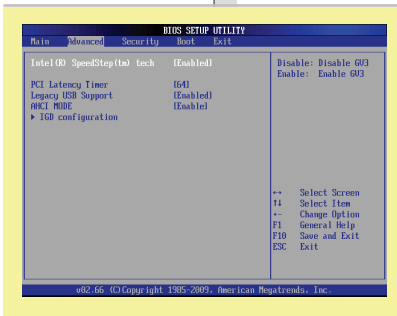 BIOS SETUP UTILITY
Main Advanced Security Boot Exit
Intel(R) SpeedStep(tm) tech [Enabled]
PCI Latency Timer [64]
Legacy USB Support [Enabled]
AHCI MODE [Enable]
▶ IGD configuration
Disable: Disable GV3
Enable: Enable GV3
↔ Select Screen
↑↓ Select Item
+- Change Option
F1 General Help
F10 Save and Exit
ESC Exit
v02.66 (C)Copyright 1985-2009, American Megatrends, Inc.